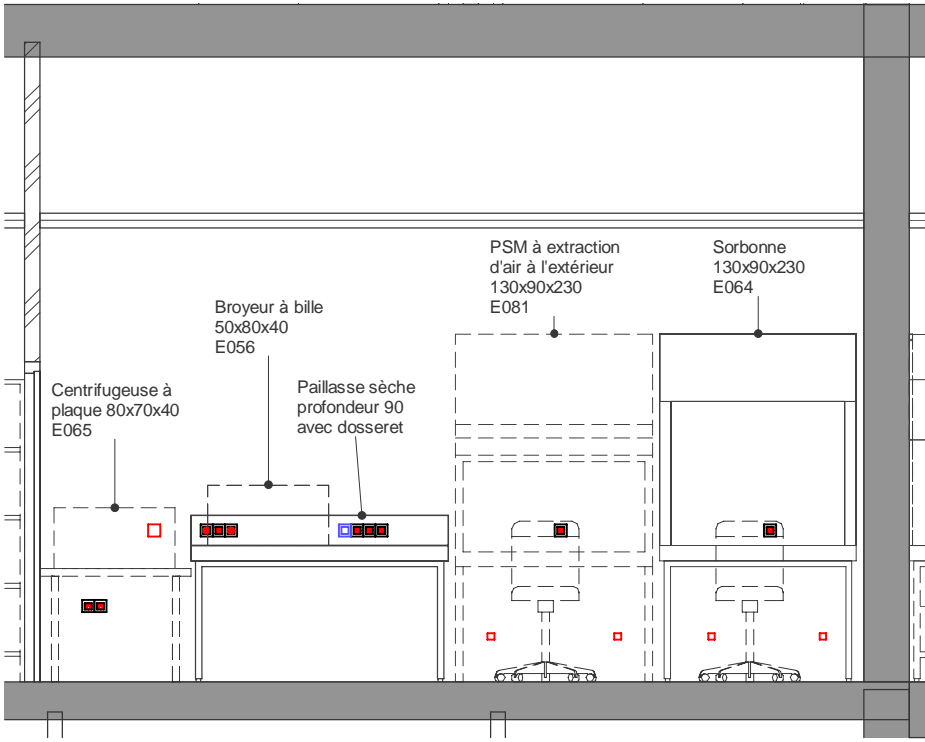 PSM à extraction
d'air à l'extérieur
130x90x230
E081
Sorbonne
130x90x230
E064
Broyeur à bille
50x80x40
E056
Centrifugeuse à
plaque 80x70x40
E065
Paillasse sèche
profondeur 90
avec dosseret